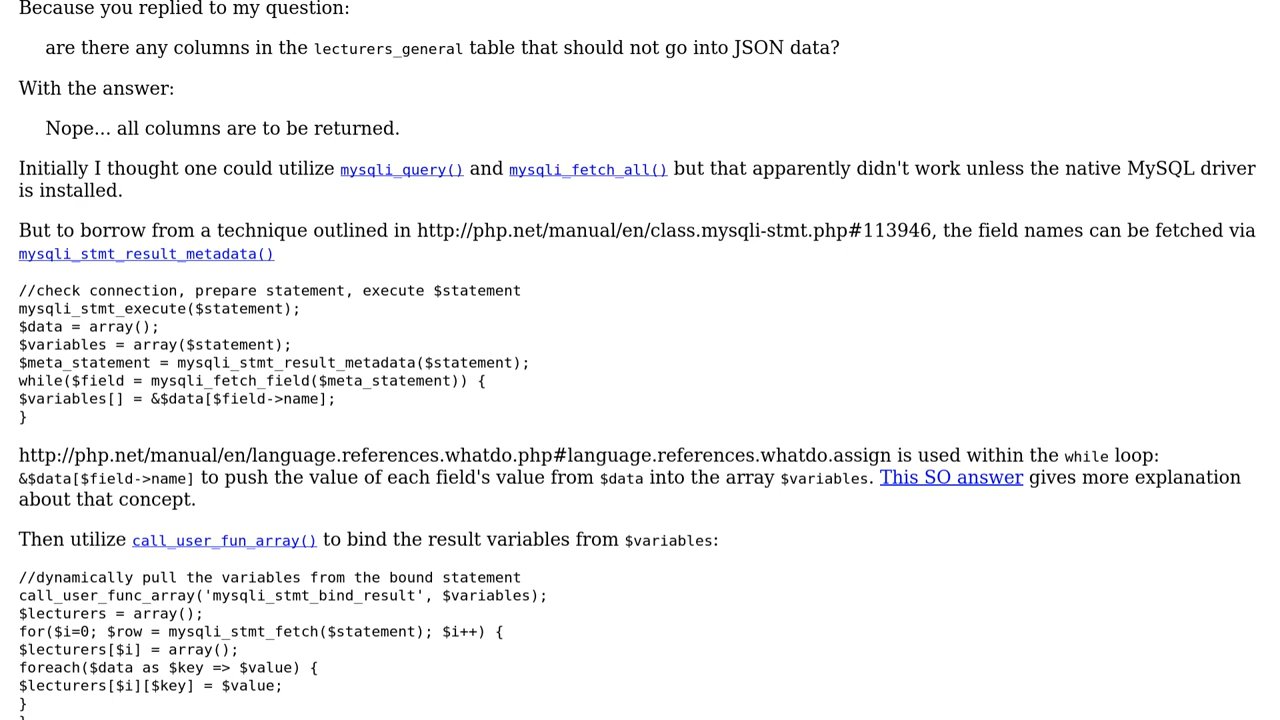 Because you replied to my question:
are there any columns in the lecturers_general table that should not go into JSON data?
With the answer:
Nope... all columns are to be returned.
Initially I thought one could utilize mysqli_query() and mysqli_fetch_all() but that apparently didn't work unless the native MySQL driver
is installed.
But to borrow from a technique outlined in http://php.net/manual/en/class.mysqli-stmt.php#113946, the field names can be fetched via
mysqli_stmt_result_metadata()
//check connection, prepare statement, execute $statement
mysqli_stmt_execute($statement);
$data = array();
$variables = array($statement);
$meta_statement = mysqli_stmt_result_metadata($statement);
while($field = mysqli_fetch_field($meta_statement)) {
$variables[] = &$data[$field->name];
}
http://php.net/manual/en/language.references.whatdo.php#language.references.whatdo.assign is used within the while loop:
&$data[$field->name] to push the value of each field's value from $data into the array $variables. This SO answer gives more explanation
about that concept.
Then utilize call_user_fun_array() to bind the result variables from $variables:
//dynamically pull the variables from the bound statement
call_user_func_array('mysqli_stmt_bind_result', $variables);
$lecturers = array();
for($i=0; $row = mysqli_stmt_fetch($statement); $i++) {
$lecturers[$i] = array();
foreach($data as $key => $value) {
$lecturers[$i][$key] = $value;
}
}